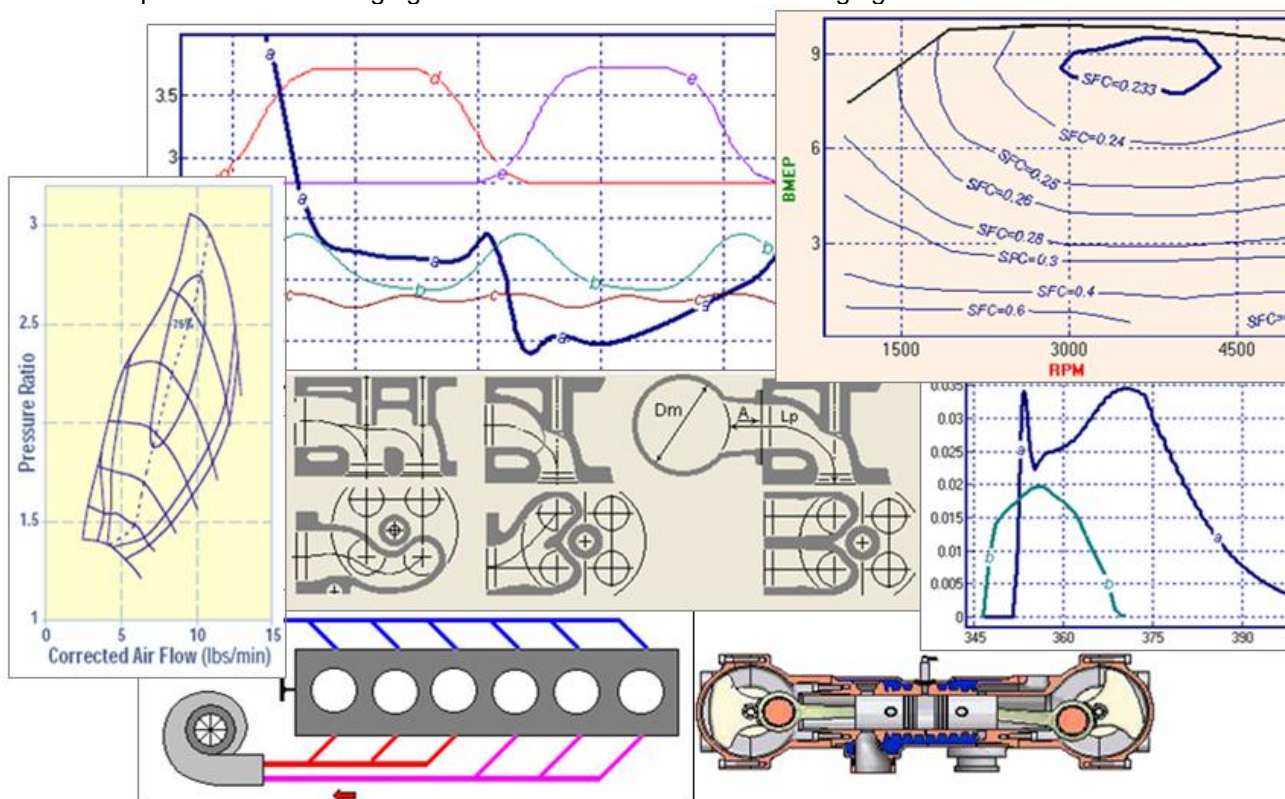 3.5
3
a
d
e
a
d
e
a
b
b
b
c
c
c
a
a
9
6
3
BMEP
SFC=0.233
SFC=0.24
SFC=0.25
SFC=0.26
SFC=0.28
SFC=0.3
SFC=0.4
SFC=0.6
SFC=
1500
3000
4500
RPM
3
2.5
2
1.5
1
75%
Pressure Ratio
0
5
10
15
Corrected Air Flow (lbs/min)
Dm
A
Lp
0.035
0.03
0.025
0.02
0.015
0.01
0.005
0
a
b
a
b
345
360
375
390